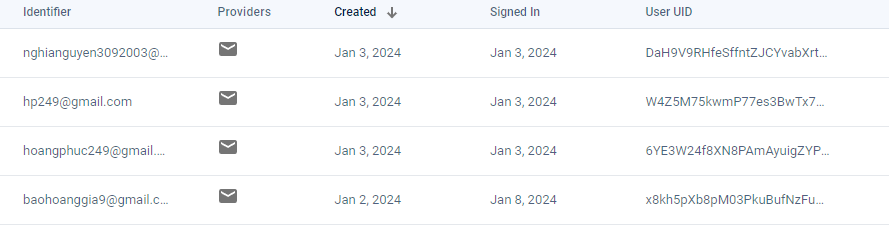 Identifier Providers Created Signed In User UID
nghianguyen3092003@... Jan 3, 2024 Jan 3, 2024 DaH9V9RHfeSffntZJCYvabXrt...
hp249@gmail.com Jan 3, 2024 Jan 3, 2024 W4Z5M75kwmP77es3BwTx7...
hoangphuc249@gmail.... Jan 3, 2024 Jan 3, 2024 6YE3W24f8XN8PAmAyuigZYP...
baohoanggia9@gmail.c... Jan 2, 2024 Jan 8, 2024 x8kh5pXb8pM03PkuBufNzFu...